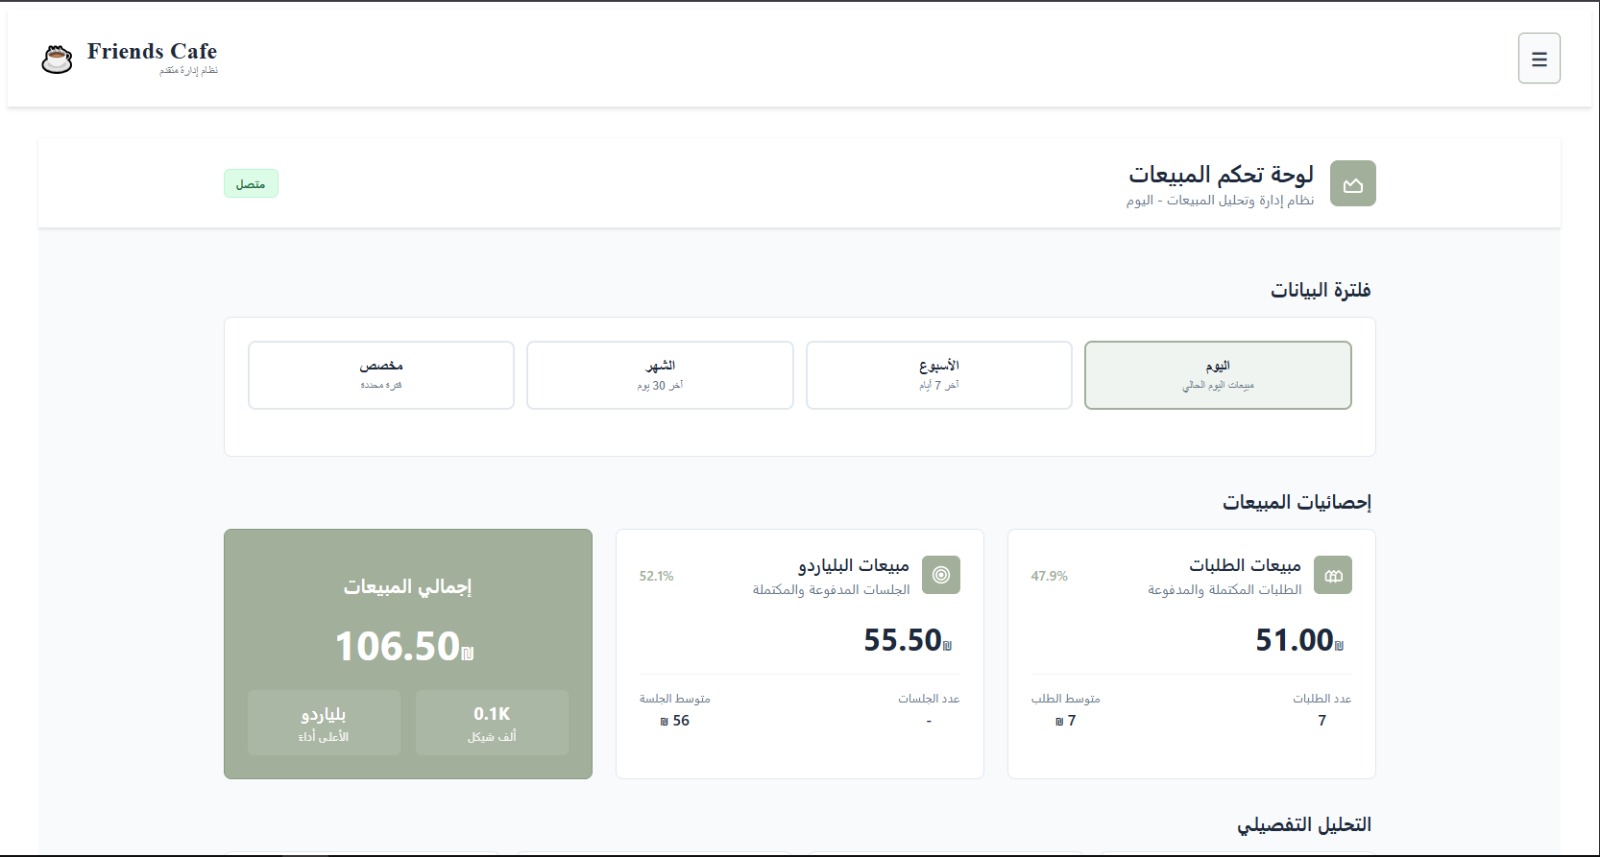 Friends Cafe
نظام إدارة متقدم
لوحة تحكم المبيعات
نظام إدارة وتحليل المبيعات - اليوم
متصل
فلترة البيانات
اليوم
مبيعات اليوم الحالي
الأسبوع
آخر 7 أيام
الشهر
آخر 30 يوم
مخصص
فترة محددة
إحصائيات المبيعات
مبيعات الطلبات
الطلبات المكتملة والمدفوعة
47.9%
₪51.00
عدد الطلبات
7
متوسط الطلب
7 ₪
مبيعات البلياردو
الجلسات المدفوعة والمكتملة
52.1%
₪55.50
عدد الجلسات
-
متوسط الجلسة
56 ₪
إجمالي المبيعات
₪106.50
0.1K
ألف شيكل
بلياردو
الأعلى أداءً
التحليل التفصيلي